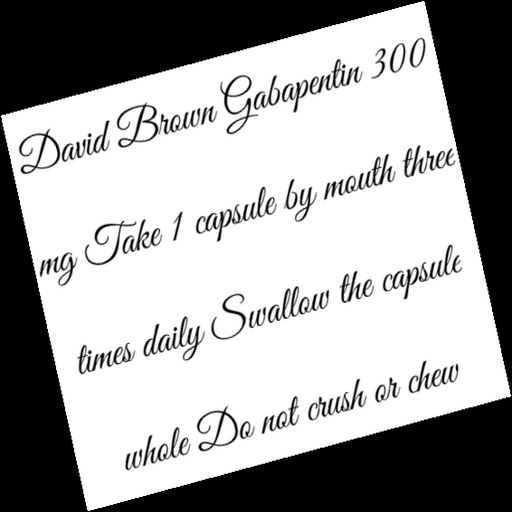 David Brown Gabapentin 300
mg Take 1 capsule by mouth three
times daily Swallow the capsule
whole Do not crush or chew